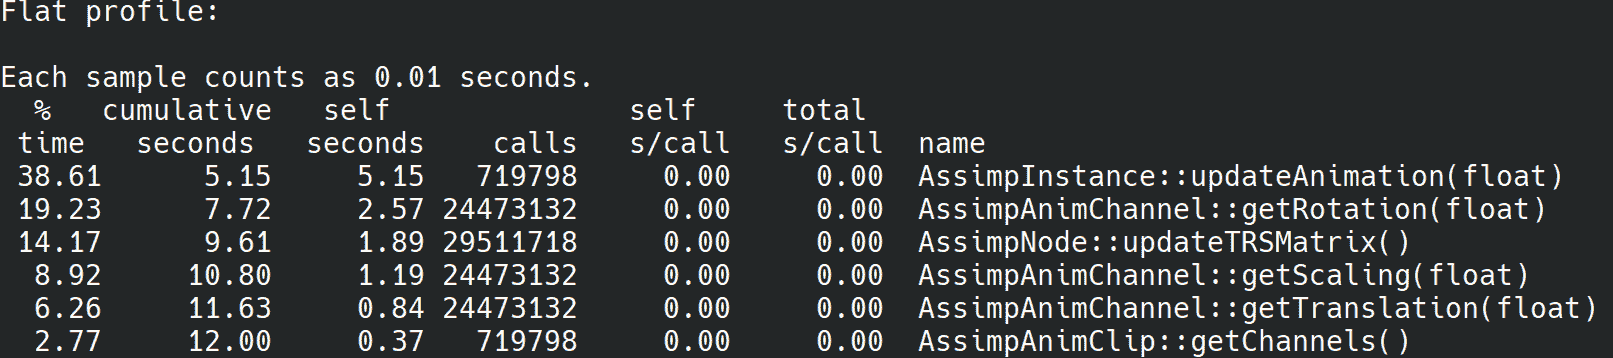 Flat profile:
Each sample counts as 0.01 seconds.
% cumulative self self total
time seconds seconds calls s/call s/call name
38.61 5.15 5.15 719798 0.00 0.00 AssimpInstance::updateAnimation(float)
19.23 7.72 2.57 24473132 0.00 0.00 AssimpAnimChannel::getRotation(float)
14.17 9.61 1.89 29511718 0.00 0.00 AssimpNode::updateTRSMatrix()
8.92 10.80 1.19 24473132 0.00 0.00 AssimpAnimChannel::getScaling(float)
6.26 11.63 0.84 24473132 0.00 0.00 AssimpAnimChannel::getTranslation(float)
2.77 12.00 0.37 719798 0.00 0.00 AssimpAnimClip::getChannels()